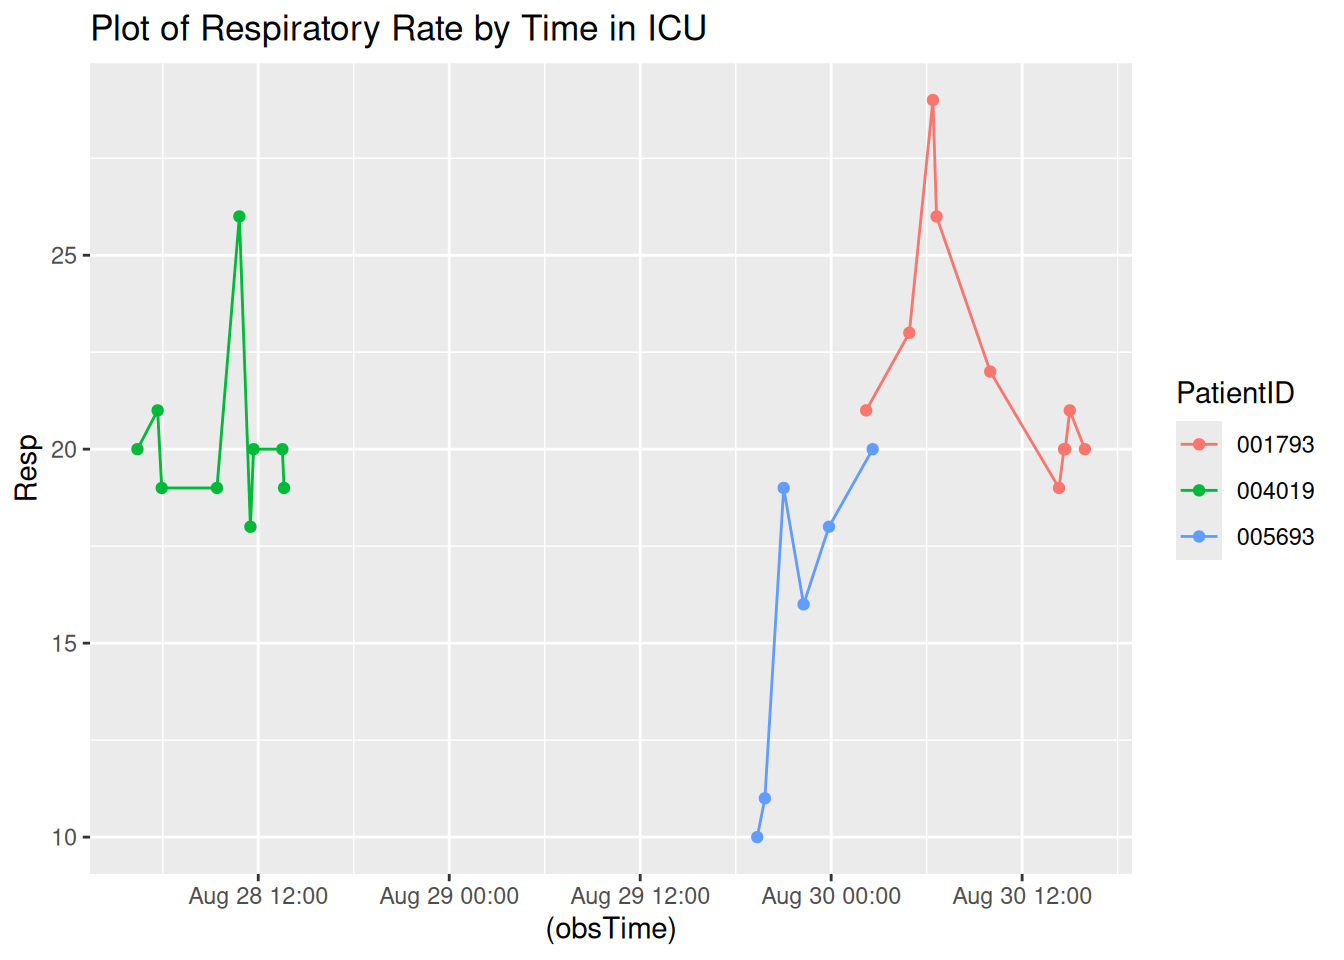 Plot of Respiratory Rate by Time in ICU
Resp
25
20
15
10
Aug 28 12:00 Aug 29 00:00 Aug 29 12:00 Aug 30 00:00 Aug 30 12:00
(obsTime)
PatientID
001793
004019
005693